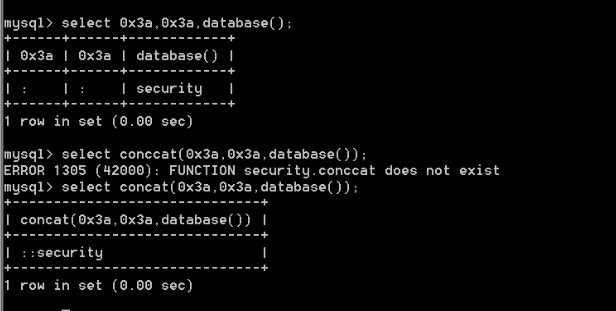 mysql> select 0x3a,0x3a,database();
+------+------+------------+
| 0x3a | 0x3a | database() |
+------+------+------------+
| :    | :    | security   |
+------+------+------------+
1 row in set (0.00 sec)
mysql> select conccat(0x3a,0x3a,database());
ERROR 1305 (42000): FUNCTION security.conccat does not exist
mysql> select concat(0x3a,0x3a,database());
+------------------------------+
| concat(0x3a,0x3a,database()) |
+------------------------------+
| ::security                   |
+------------------------------+
1 row in set (0.00 sec)